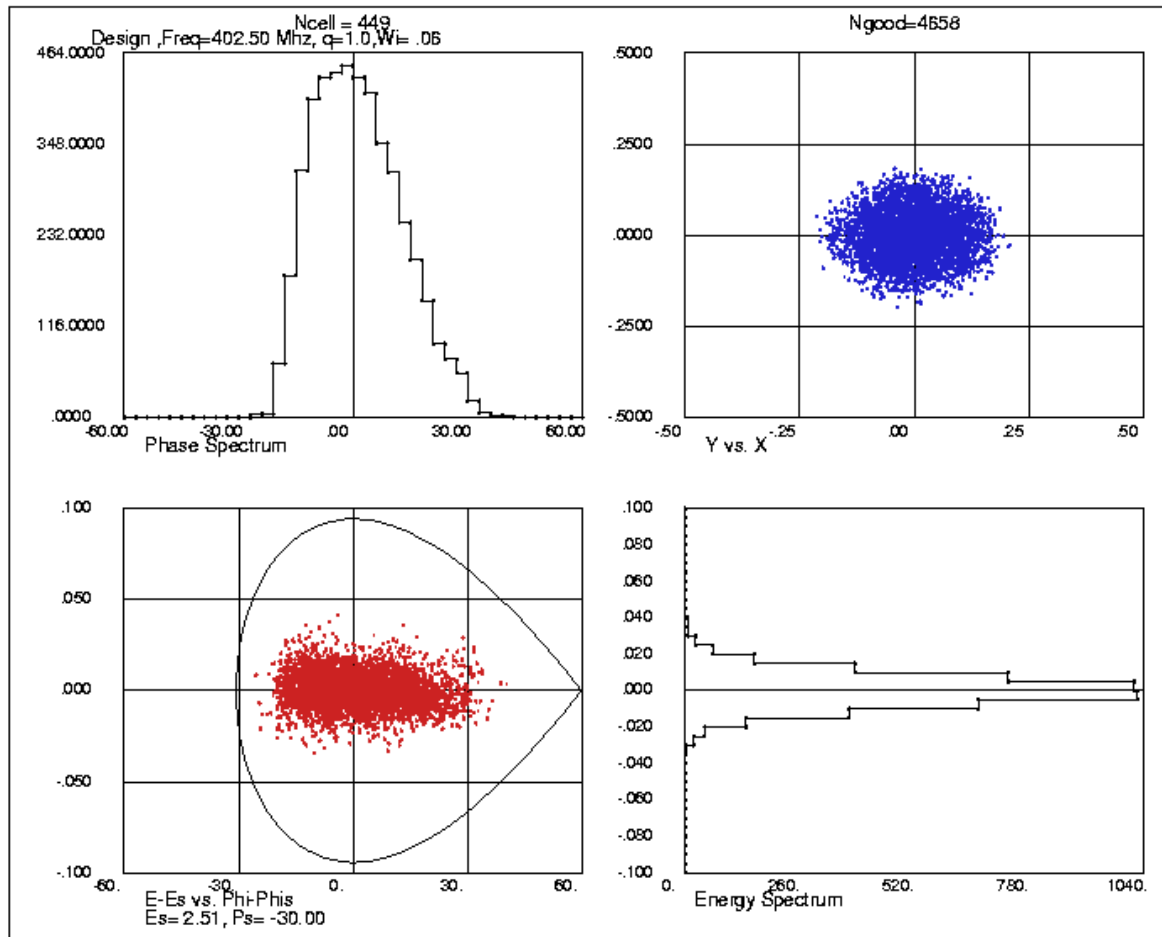 Ncell = 449
Ngood=4658
Design ,Freq=402.50 Mhz, q=1.0,Wi= .06
464.0000
348.0000
232.0000
116.0000
.0000
-60.00 -30.00 .00 30.00 60.00
Phase Spectrum
.5000
.2500
.0000
-.2500
-.5000
-.50 .00 .25 .50
Y vs. X
.100
.050
.000
-.050
-.100
-60. -30. 0. 30. 60.
E-Es vs. Phi-Phis
Es= 2.51, Ps= -30.00
.100
.080
.060
.040
.020
.000
-.020
-.040
-.060
-.080
-.100
0. 260. 520. 780. 1040.
Energy Spectrum